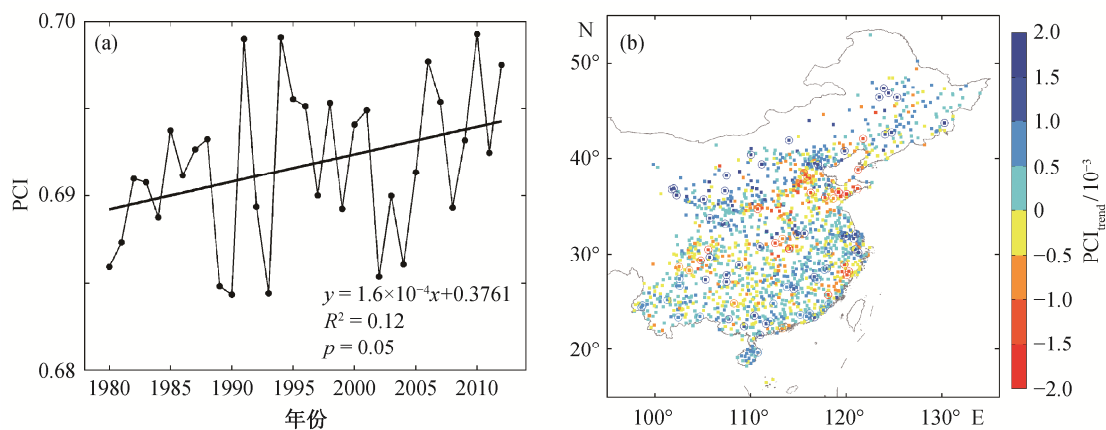 (a)
PCI
0.70
0.69
0.68
y = 1.6×10⁻⁴x+0.3761
R² = 0.12
p = 0.05
1980 1985 1990 1995 2000 2005 2010
年份
(b)
N
50°
40°
30°
20°
100° 110° 120° 130° E
2.0
1.5
1.0
0.5
0
−0.5
−1.0
−1.5
−2.0
PCI_trend/10⁻³